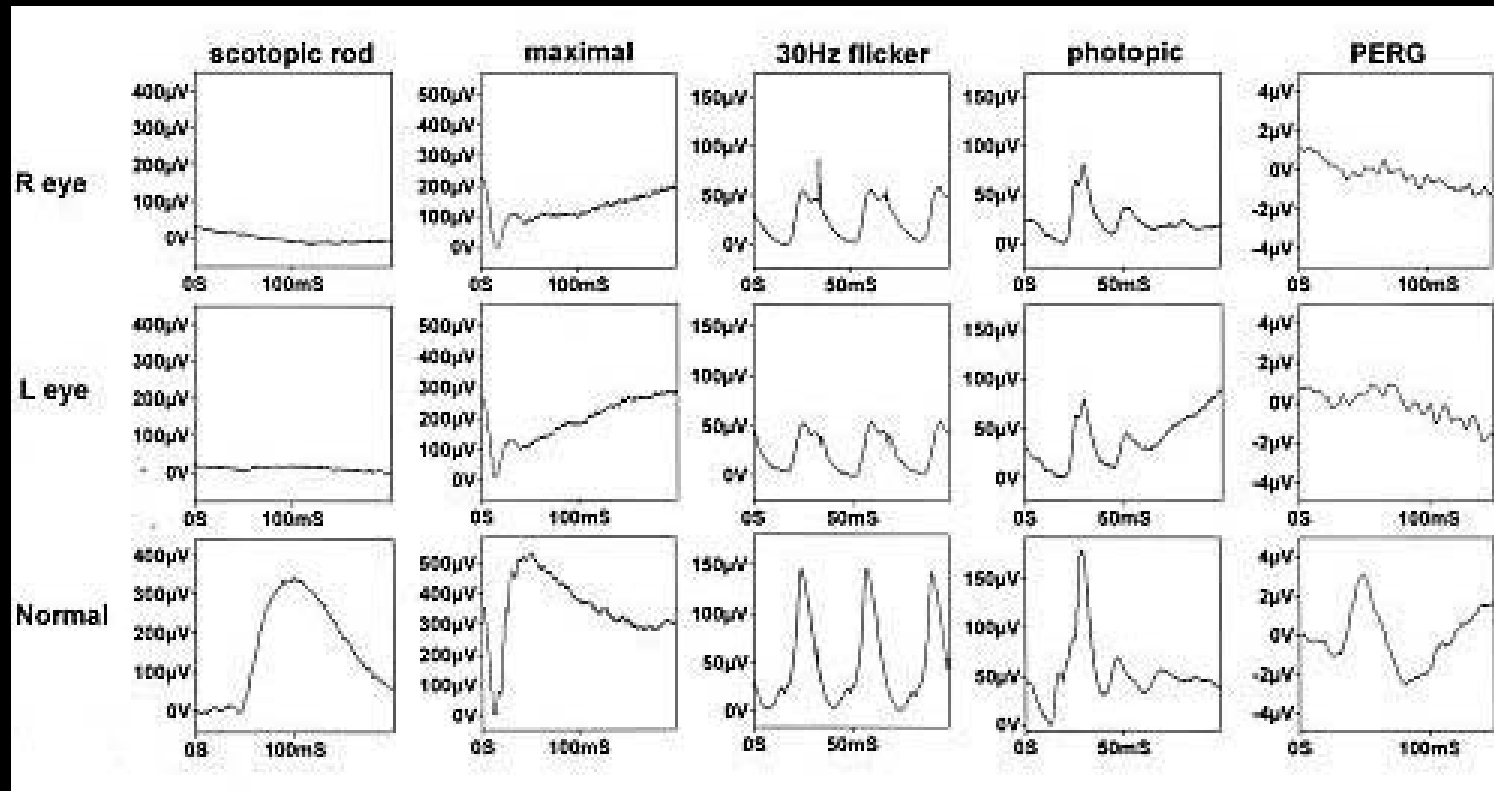 scotopic rod maximal 30Hz flicker photopic PERG
R eye
400µV 300µV 200µV 100µV 0V
0S 100mS
500µV 400µV 300µV 200µV 100µV 0V
0S 100mS
150µV 100µV 50µV 0V
0S 50mS
150µV 100µV 50µV 0V
0S 50mS
4µV 2µV 0V -2µV -4µV
0S 100mS
L eye
400µV 300µV 200µV 100µV 0V
0S 100mS
500µV 400µV 300µV 200µV 100µV 0V
0S 100mS
150µV 100µV 50µV 0V
0S 50mS
150µV 100µV 50µV 0V
0S 50mS
4µV 2µV 0V -2µV -4µV
0S 100mS
Normal
400µV 300µV 200µV 100µV 0V
0S 100mS
500µV 400µV 300µV 200µV 100µV 0V
0S 100mS
150µV 100µV 50µV 0V
0S 50mS
150µV 100µV 50µV 0V
0S 50mS
4µV 2µV 0V -2µV -4µV
0S 100mS